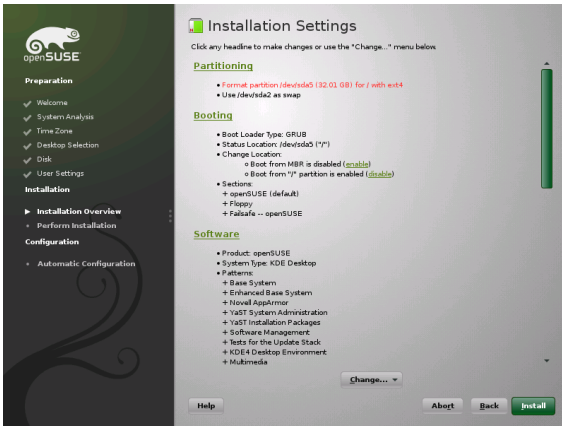 openSUSE
Preparation
Welcome
System Analysis
Time Zone
Desktop Selection
Disk
User Settings
Installation
Installation Overview
Perform Installation
Configuration
Automatic Configuration
Installation Settings
Click any headline to make changes or use the "Change..." menu below.
Partitioning
Format partition /dev/sda5 (32.01 GB) for / with ext4
Use /dev/sda2 as swap
Booting
Boot Loader Type: GRUB
Status Location: /dev/sda5 ("/")
Change Location:
Boot from MBR is disabled (enable)
Boot from "/" partition is enabled (disable)
Sections:
+ openSUSE (default)
+ Floppy
+ Failsafe -- openSUSE
Software
Product: openSUSE
System Type: KDE Desktop
Patterns:
+ Base System
+ Enhanced Base System
+ Novell AppArmor
+ YaST System Administration
+ YaST Installation Packages
+ Software Management
+ Tests for the Update Stack
+ KDE4 Desktop Environment
+ Multimedia
Change...
Help
Abort
Back
Install